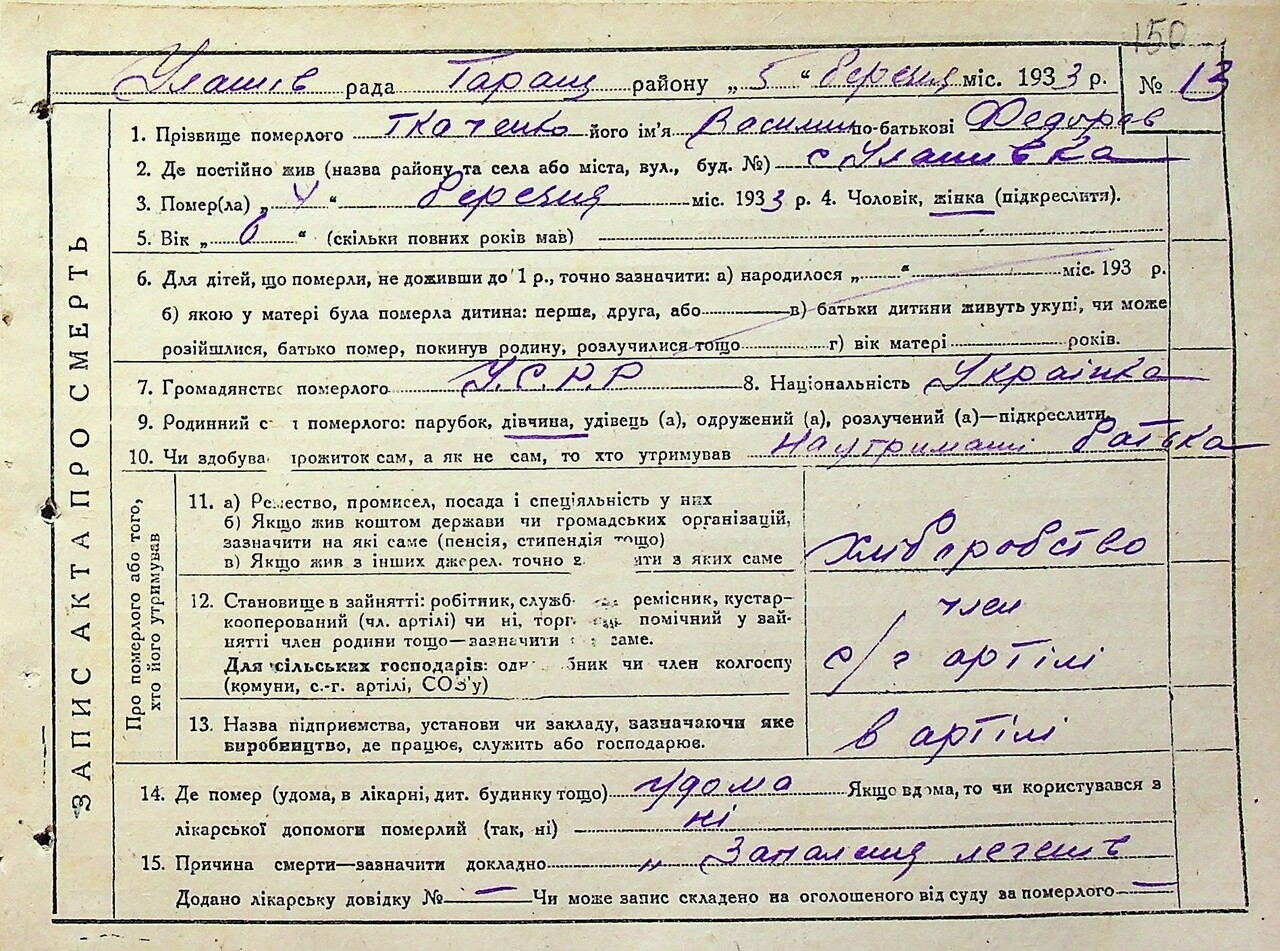 150
Улашів рада Таращ району „ 5 " березня міс. 1933 р. № 13
1. Прізвище померлого Ткаченко його ім'я по-батькові Федорів
2. Де постійно жив (назва району та села або міста, вул., буд. №) с Улашівка
3. Помер(ла) „ 4 " березня міс. 1933 р. 4. Чоловік, жінка (підкреслити).
5. Вік „ 6 " (скільки повних років мав)
6. Для дітей, що померли, не доживши до 1 р., точно зазначити: а) народилося „ " міс. 193 р.
б) якою у матері була померла дитина: перша, друга, або в) батьки дитини живуть укупі, чи може
розійшлися, батько помер, покинув родину, розлучилися тощо г) вік матері років.
7. Громадянство померлого У.С.Р.Р 8. Національність Українка
9. Родинний с т померлого: парубок, дівчина, удівець (а), одружений (а), розлучений (а)—підкреслити
10. Чи здобува прожиток сам, а як не сам, то хто утримував На утримані батька
ЗАПИС АКТА ПРО СМЕРТЬ
Про померлого або того,
хто його утримував
11. а) Ремество, промисел, посада і спеціяльність у них
б) Якщо жив коштом держави чи громадських організацій,
зазначити на які саме (пенсія, стипендія тощо)
в) Якщо жив з інших джерел. точно з яти з яких саме
хліборобство
12. Становище в зайнятті: робітник, служб ремісник, кустар-
кооперований (чл. артілі) чи ні, торг помічний у зай-
нятті член родини тощо—зазначити саме.
Для сільських господарів: одн бник чи член колгоспу
(комуни, с.-г. артілі, СОЗ'у)
член
с/г артілі
13. Назва підприємства, установи чи закладу, зазначаючи яке
виробництво, де працює, служить або господарює.
в артілі
14. Де помер (удома, в лікарні, дит. будинку тощо) удома Якщо вдома, то чи користувався з
лікарської допомоги померлий (так, ні) ні
15. Причина смерти—зазначити докладно „ Запалення легенів
Додано лікарську довідку № — Чи може запис складено на оголошеного від суду за померлого —